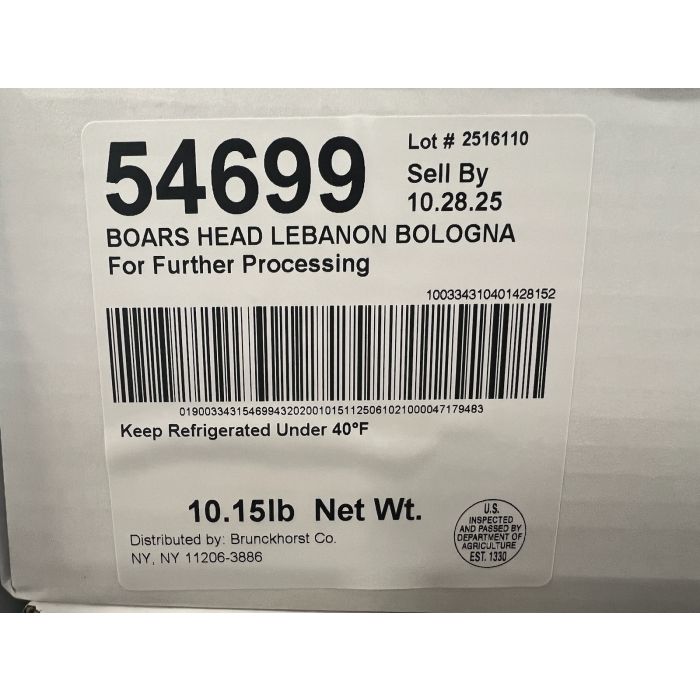 54699
Lot # 2516110
Sell By
10.28.25
BOARS HEAD LEBANON BOLOGNA
For Further Processing
100334310401428152
019003343154699432020010151125061021000047179483
Keep Refrigerated Under 40°F
10.15lb Net Wt.
Distributed by: Brunckhorst Co.
NY, NY 11206-3886
U.S.
INSPECTED
AND PASSED BY
DEPARTMENT OF
AGRICULTURE
EST. 1330